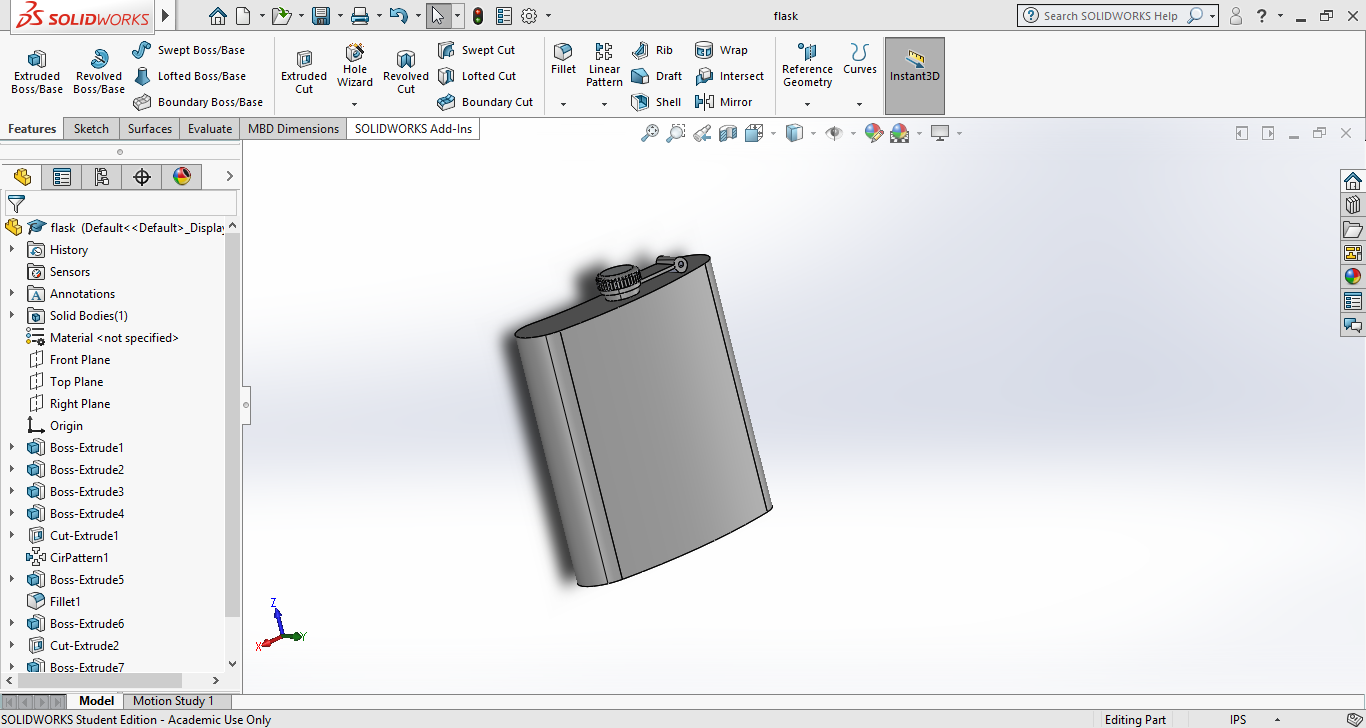 SOLIDWORKS
flask
Search SOLIDWORKS Help
Extruded Boss/Base
Revolved Boss/Base
Swept Boss/Base
Lofted Boss/Base
Boundary Boss/Base
Extruded Cut
Hole Wizard
Revolved Cut
Swept Cut
Lofted Cut
Boundary Cut
Fillet
Linear Pattern
Rib
Draft
Shell
Wrap
Intersect
Mirror
Reference Geometry
Curves
Instant3D
Features
Sketch
Surfaces
Evaluate
MBD Dimensions
SOLIDWORKS Add-Ins
flask (Default<<Default>_Display
History
Sensors
Annotations
Solid Bodies(1)
Material <not specified>
Front Plane
Top Plane
Right Plane
Origin
Boss-Extrude1
Boss-Extrude2
Boss-Extrude3
Boss-Extrude4
Cut-Extrude1
CirPattern1
Boss-Extrude5
Fillet1
Boss-Extrude6
Cut-Extrude2
Boss-Extrude7
Z
X
Y
Model
Motion Study 1
SOLIDWORKS Student Edition - Academic Use Only
Editing Part
IPS